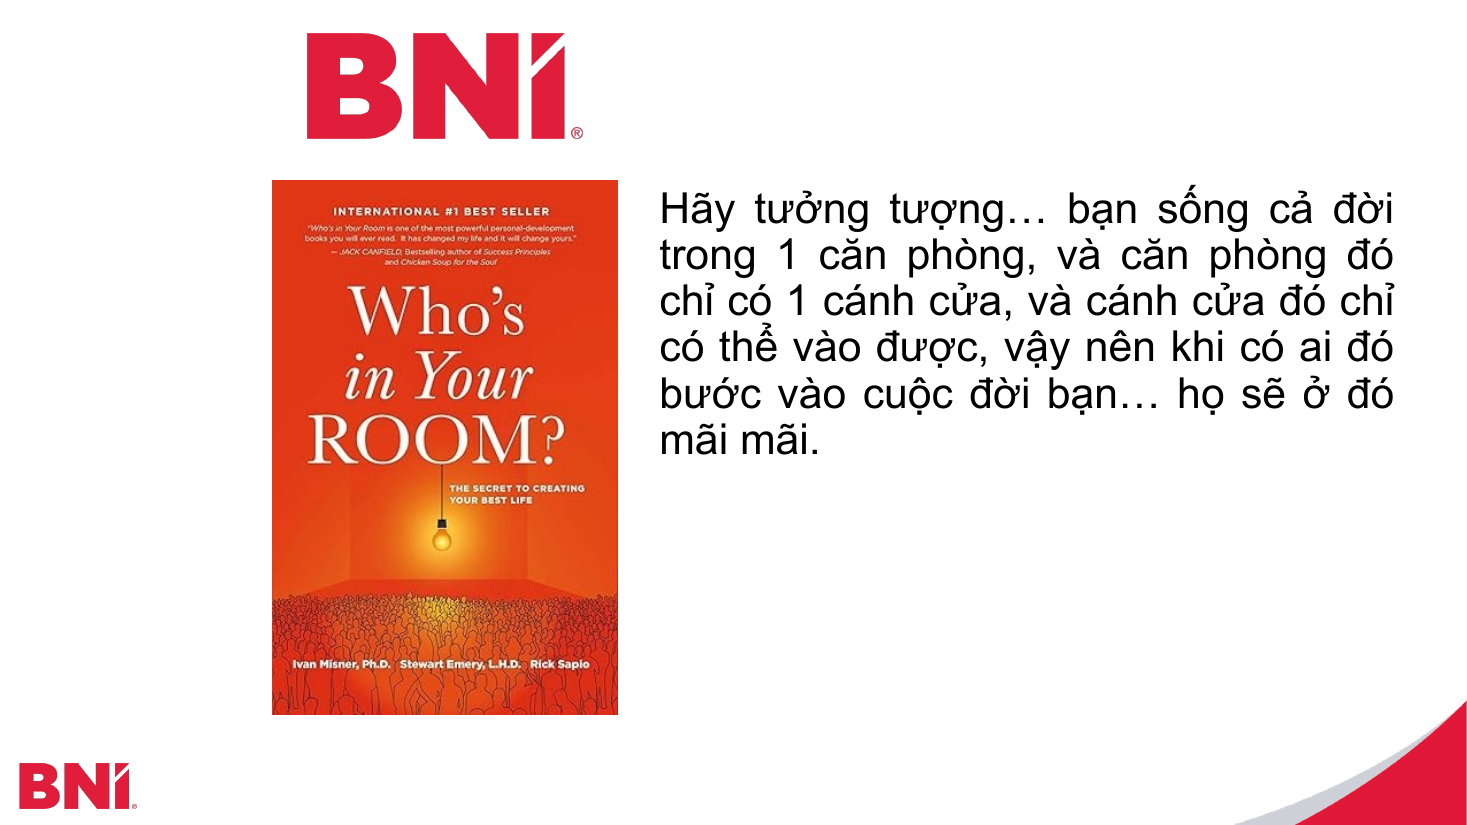 BNI®
INTERNATIONAL #1 BEST SELLER
"Who's in Your Room is one of the most powerful personal-development
books you will ever read. It has changed my life and it will change yours."
— JACK CANFIELD, Bestselling author of Success Principles
and Chicken Soup for the Soul
Who's
in Your
ROOM?
THE SECRET TO CREATING
YOUR BEST LIFE
Ivan Misner, Ph.D. Stewart Emery, L.H.D. Rick Sapio
Hãy tưởng tượng… bạn sống cả đời
trong 1 căn phòng, và căn phòng đó
chỉ có 1 cánh cửa, và cánh cửa đó chỉ
có thể vào được, vậy nên khi có ai đó
bước vào cuộc đời bạn… họ sẽ ở đó
mãi mãi.
BNI®